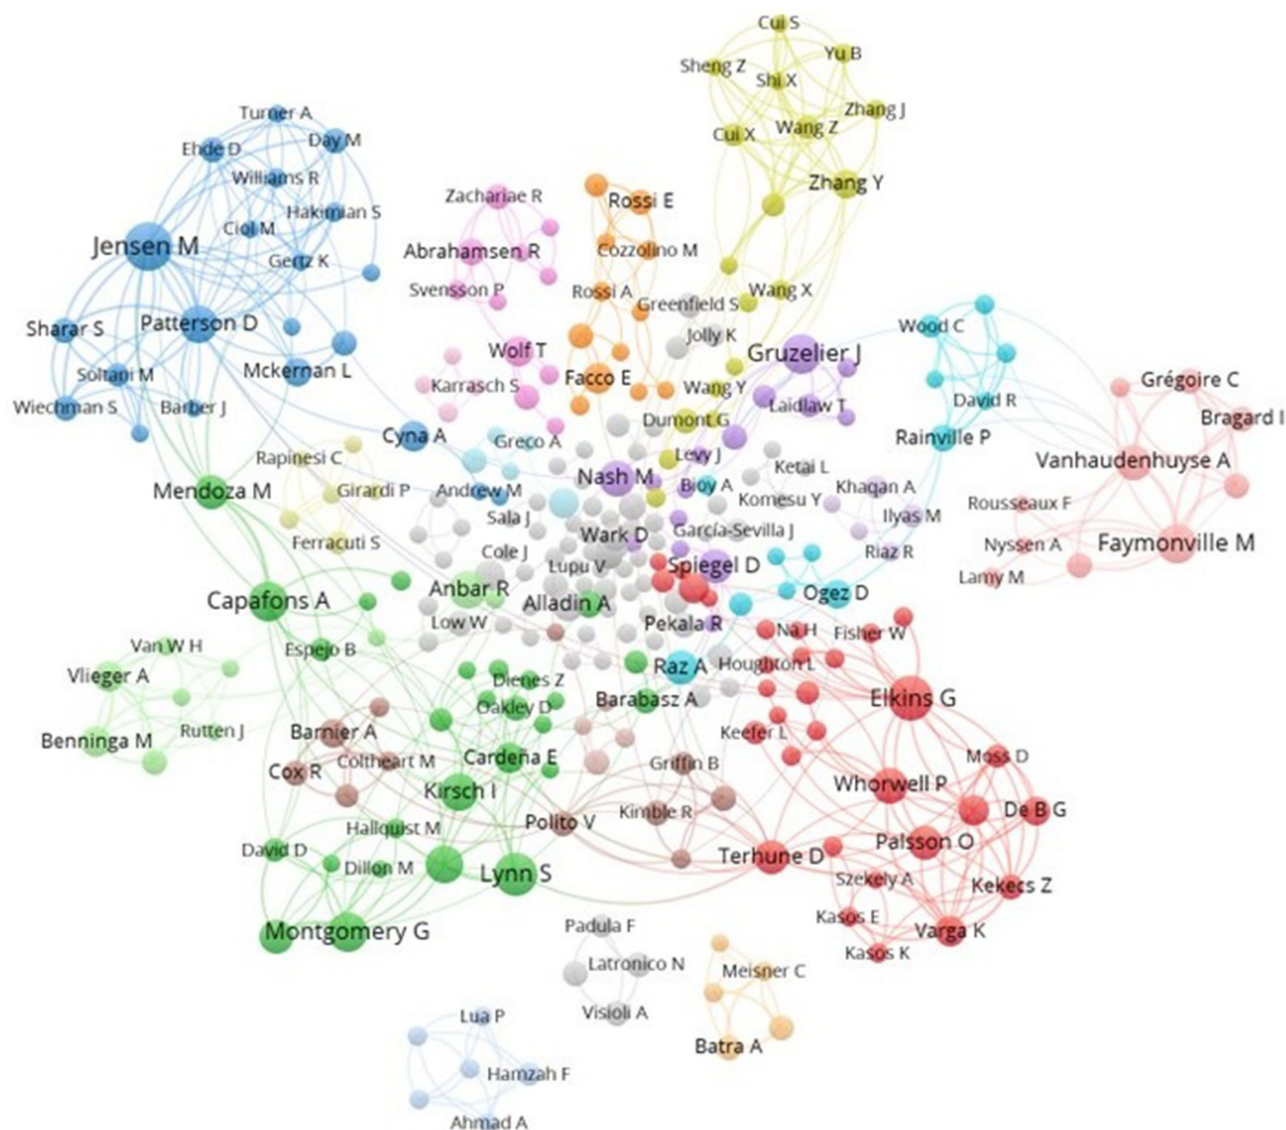 Cui S
Yu B
Sheng Z
Shi X
Zhang J
Wang Z
Cui X
Zhang Y
Turner A
Day M
Ehde D
Williams R
Hakimian S
Ciol M
Jensen M
Gertz K
Zachariae R
Rossi E
Abrahamsen R
Cozzolino M
Svensson P
Rossi A
Wang X
Greenfield S
Sharar S
Patterson D
Wood C
Jolly K
Wolf T
Gruzelier J
Mckernan L
Soltani M
Karrasch S
Facco E
Wang Y
Grégoire C
David R
Wiechman S
Barber J
Laidlaw T
Bragard I
Dumont G
Cyna A
Greco A
Rainville P
Levy J
Rapinesi C
Vanhaudenhuyse A
Ketai L
Nash M
Mendoza M
Girardi P
Andrew M
Bioy A
Khaqan A
Komesu Y
Rousseaux F
Sala J
Ilyas M
Wark D
García-Sevilla J
Ferracuti S
Faymonville M
Nyssen A
Cole J
Riaz R
Lupu V
Spiegel D
Lamy M
Anbar R
Ogez D
Capafons A
Alladin A
Low W
Pekala R
Na H
Fisher W
Van W H
Espejo B
Vlieger A
Raz A
Houghton L
Dienes Z
Barabasz A
Elkins G
Oakley D
Rutten J
Benninga M
Barnier A
Keefer L
Cardeña E
Coltheart M
Griffin B
Moss D
Cox R
Kirsch I
Whorwell P
Kimble R
De B G
Polito V
Hallquist M
Palsson O
David D
Terhune D
Dillon M
Lynn S
Szekely A
Kekecs Z
Kasos E
Padula F
Montgomery G
Varga K
Kasos K
Latronico N
Meisner C
Visioli A
Lua P
Batra A
Hamzah F
Ahmad A